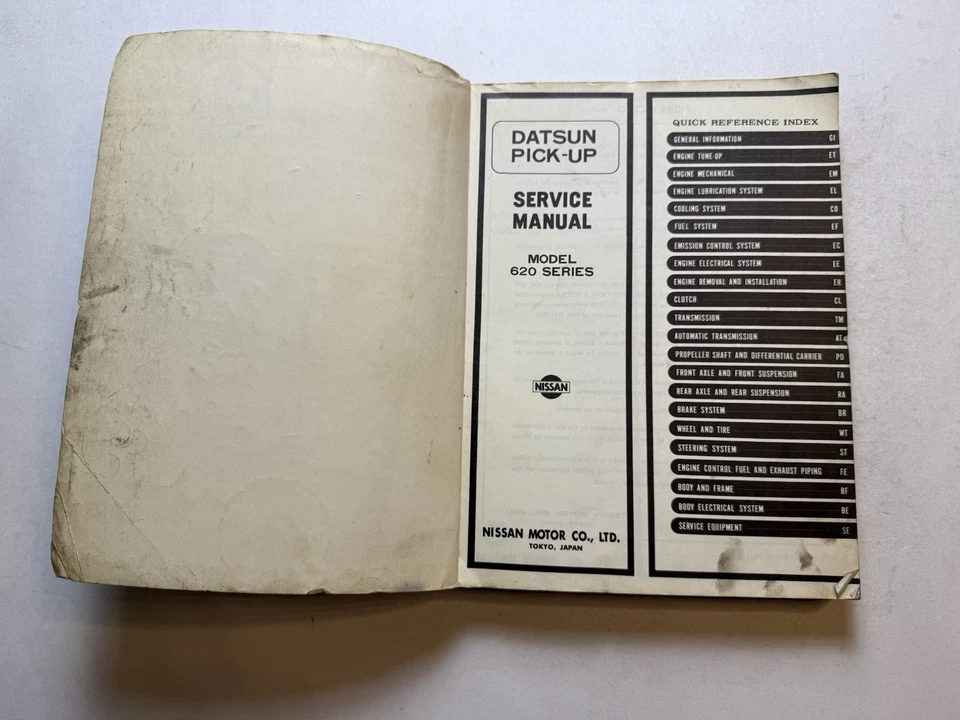 DATSUN
PICK-UP
SERVICE
MANUAL
MODEL
620 SERIES
NISSAN
NISSAN MOTOR CO., LTD.
TOKYO, JAPAN
QUICK REFERENCE INDEX
GENERAL INFORMATION GI
ENGINE TUNE-UP ET
ENGINE MECHANICAL EM
ENGINE LUBRICATION SYSTEM EL
COOLING SYSTEM CO
FUEL SYSTEM EF
EMISSION CONTROL SYSTEM EC
ENGINE ELECTRICAL SYSTEM EE
ENGINE REMOVAL AND INSTALLATION ER
CLUTCH CL
TRANSMISSION TM
AUTOMATIC TRANSMISSION AT
PROPELLER SHAFT AND DIFFERENTIAL CARRIER PD
FRONT AXLE AND FRONT SUSPENSION FA
REAR AXLE AND REAR SUSPENSION RA
BRAKE SYSTEM BR
WHEEL AND TIRE WT
STEERING SYSTEM ST
ENGINE CONTROL FUEL AND EXHAUST PIPING FE
BODY AND FRAME BF
BODY ELECTRICAL SYSTEM BE
SERVICE EQUIPMENT SE